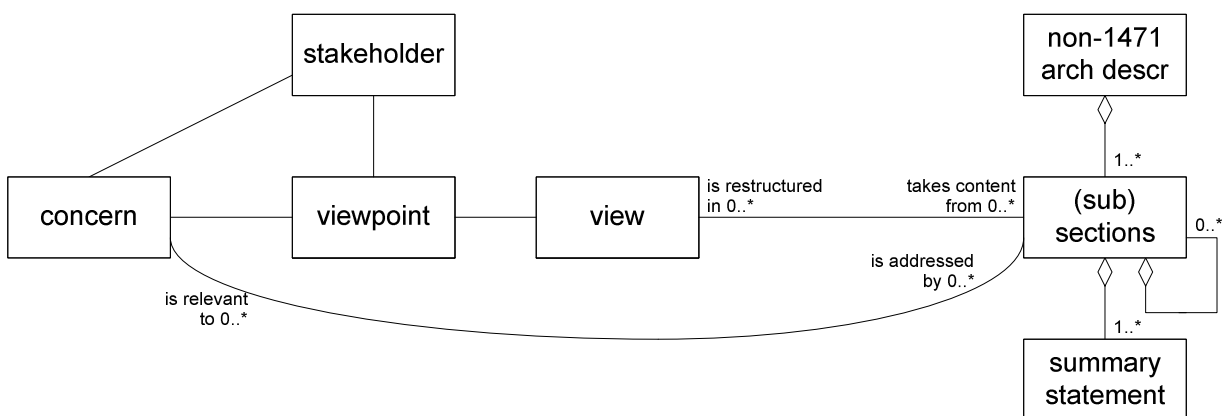 stakeholder
non-1471
arch descr
1..*
concern
viewpoint
view
is restructured
in 0..*
takes content
from 0..*
(sub)
sections
0..*
is relevant
to 0..*
is addressed
by 0..*
1..*
summary
statement